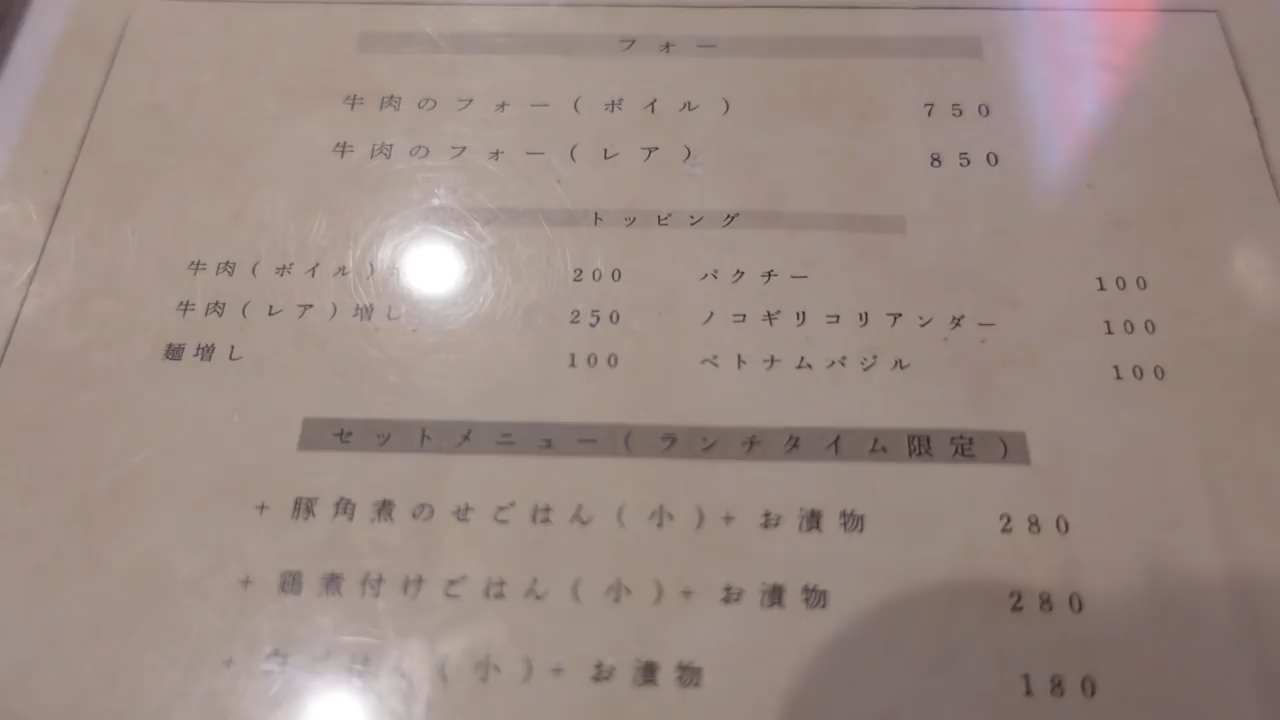 フォー
牛肉のフォー(ボイル) 750
牛肉のフォー(レア) 850
トッピング
牛肉(ボイル) 200 パクチー 100
牛肉(レア)増し 250 ノコギリコリアンダー 100
麺増し 100 ベトナムバジル 100
セットメニュー(ランチタイム限定)
+豚角煮のせごはん(小)+お漬物 280
+鶏煮付けごはん(小)+お漬物 280
+ (小)+お漬物 180